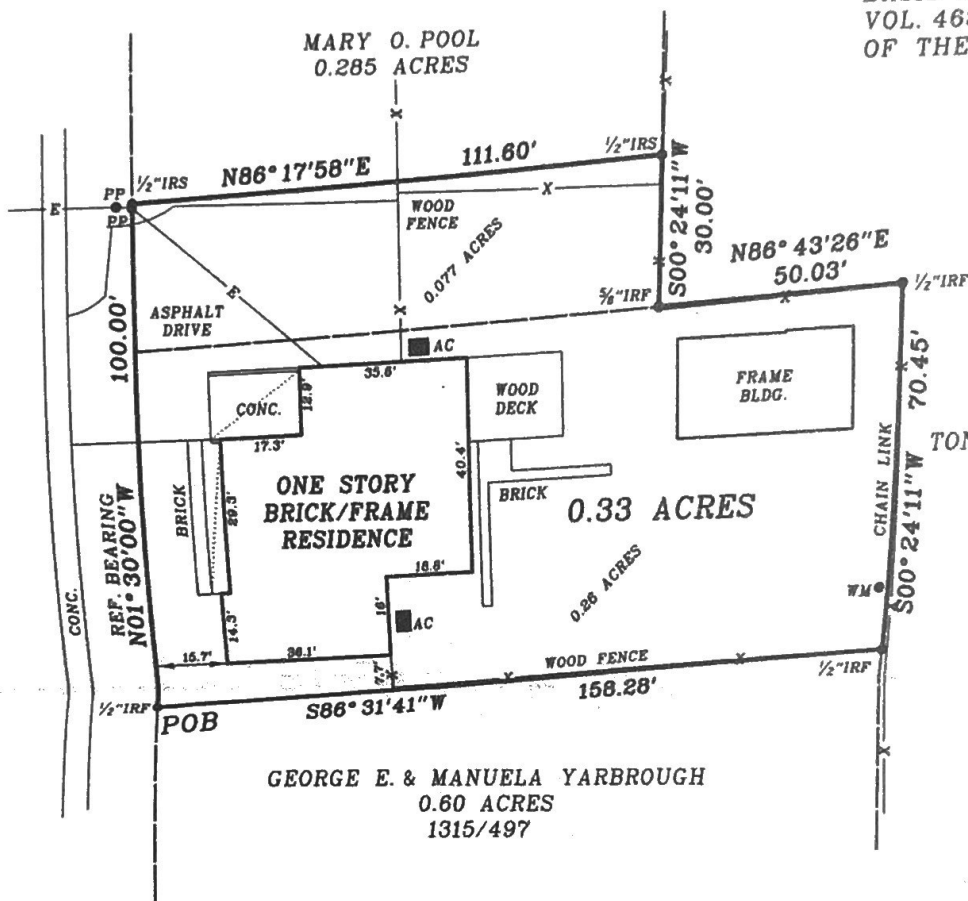 VOL. 46
OF THE
MARY O. POOL
0.285 ACRES
N86°17'58"E 111.60'
½"IRS
½"IRS
PP
PP
E
WOOD
FENCE
0.077 ACRES
S00°24'11"W
30.00'
N86°43'26"E
50.03'
⅝"IRF
½"IRF
100.00'
ASPHALT
DRIVE
E
AC
35.6'
CONC.
12.9'
17.3'
WOOD
DECK
FRAME
BLDG.
70.45'
CHAIN LINK
S00°24'11"W
TON
40.4'
ONE STORY
BRICK/FRAME
RESIDENCE
BRICK
29.3'
BRICK
0.33 ACRES
0.26 ACRES
REF. BEARING
N01°30'00"W
CONC.
18.8'
16'
AC
WM
14.3'
15.7'
36.1'
7.7'
WOOD FENCE
158.28'
½"IRF
½"IRF
POB
S86°31'41"W
GEORGE E. & MANUELA YARBROUGH
0.60 ACRES
1315/497